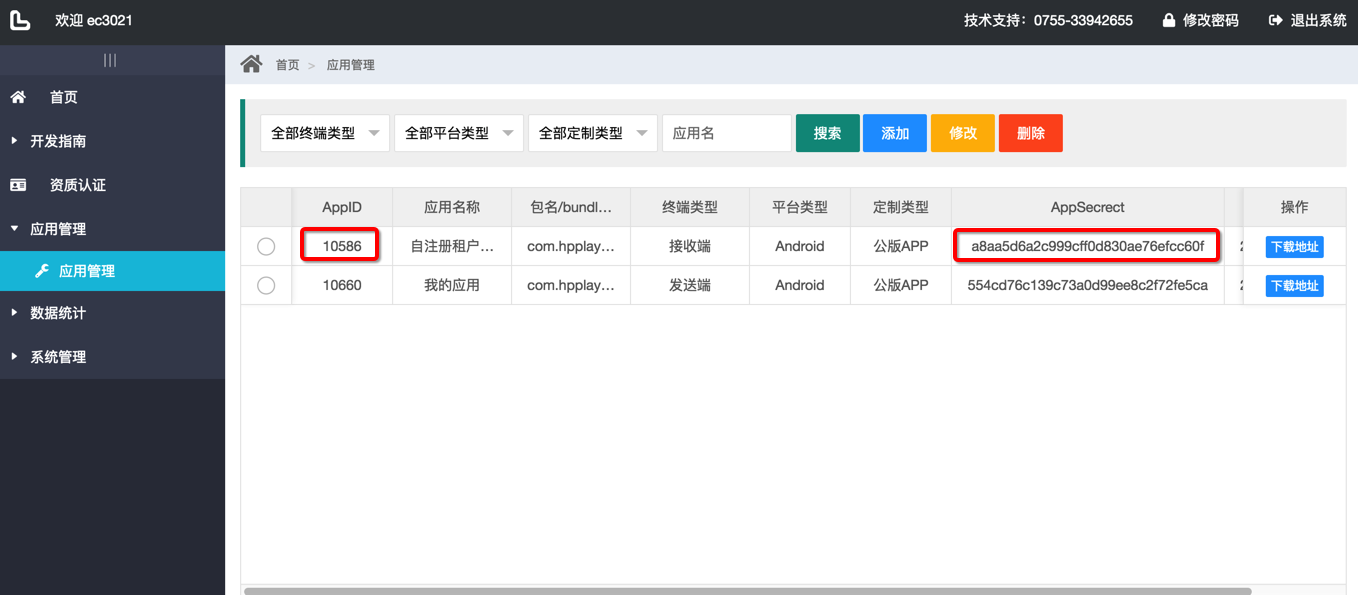 欢迎 ec3021 技术支持：0755-33942655 修改密码 退出系统
首页 > 应用管理
首页
开发指南
资质认证
应用管理
应用管理
数据统计
系统管理
全部终端类型 全部平台类型 全部定制类型 应用名 搜索 添加 修改 删除
AppID 应用名称 包名/bundl... 终端类型 平台类型 定制类型 AppSecrect 操作
10586 自注册租户... com.hpplay... 接收端 Android 公版APP a8aa5d6a2c999cff0d830ae76efcc60f 下载地址
10660 我的应用 com.hpplay... 发送端 Android 公版APP 554cd76c139c73a0d99ee8c2f72fe5ca 下载地址